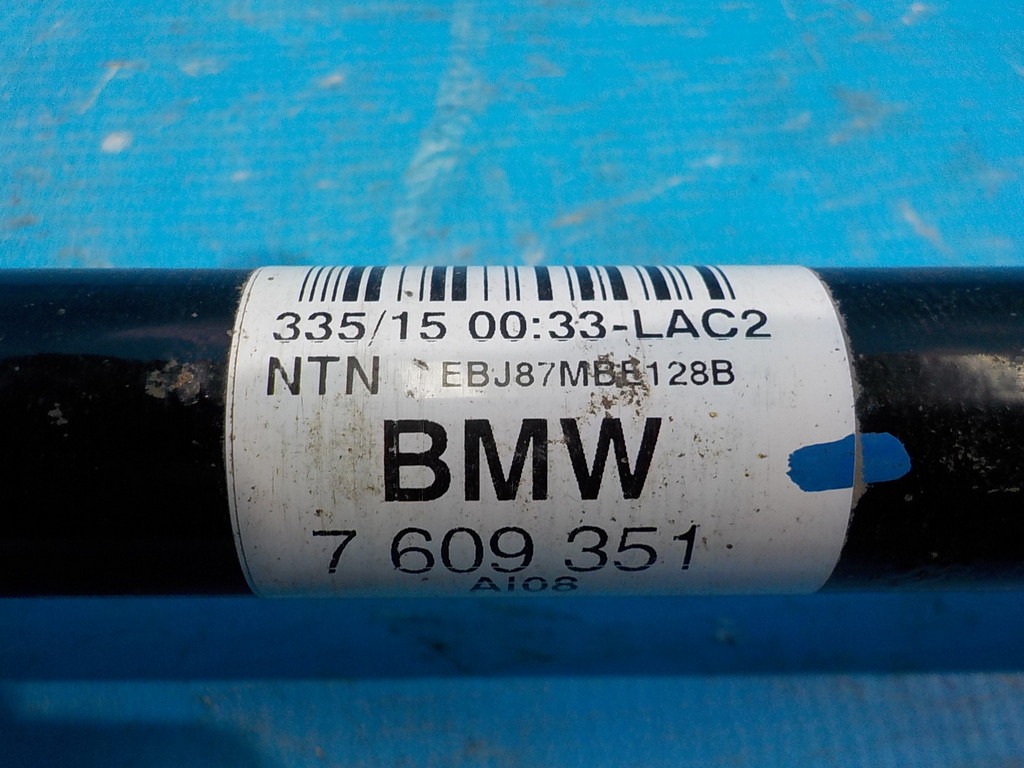 335/15 00:33-LAC2
NTN EBJ87MBE128B
BMW
7 609 351
AI08